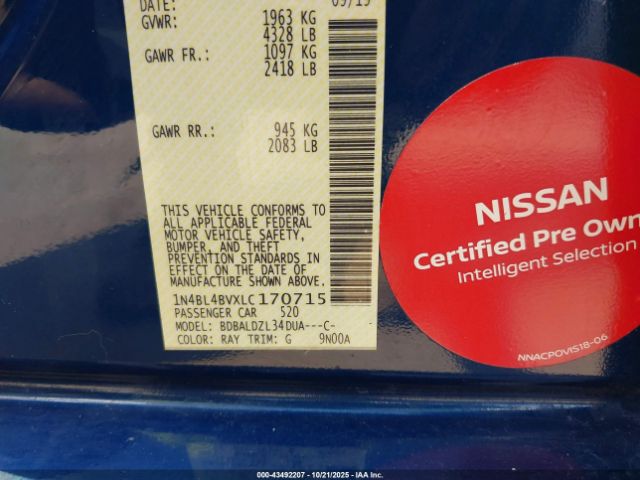 DATE: 09/19
GVWR: 1963 KG
4328 LB
GAWR FR.: 1097 KG
2418 LB
GAWR RR.: 945 KG
2083 LB
THIS VEHICLE CONFORMS TO
ALL APPLICABLE FEDERAL
MOTOR VEHICLE SAFETY,
BUMPER, AND THEFT
PREVENTION STANDARDS IN
EFFECT ON THE DATE OF
MANUFACTURE SHOWN ABOVE.
1N4BL4BVXLC170715
PASSENGER CAR 520
MODEL: BDBALDZL34DUA---C-
COLOR: RAY TRIM: G 9N00A
NISSAN
Certified Pre Own
Intelligent Selection
NNACPOVIS18-06
000-43492207 - 10/21/2025 - IAA Inc.